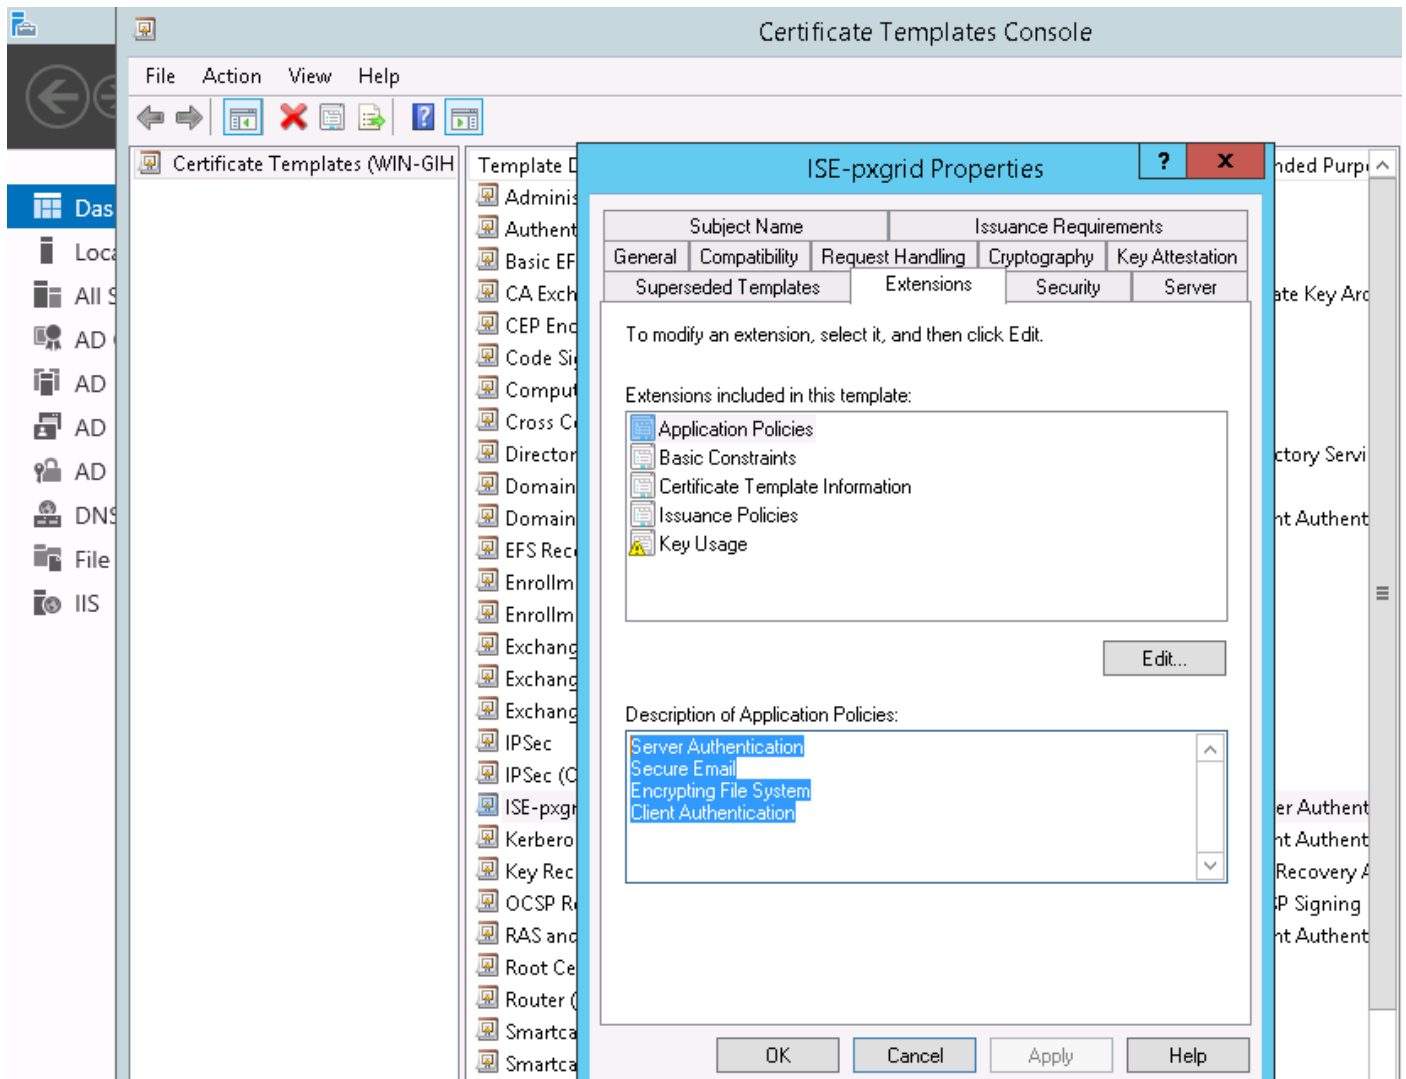 Certificate Templates Console
File Action View Help
Certificate Templates (WIN-GIH
Das
Loca
All S
AD
AD
AD
AD
DNS
File
IIS
Template D
Adminis
Authent
Basic EF
CA Exch
CEP Enc
Code Si
Comput
Cross C
Director
Domain
Domain
EFS Rec
Enrollm
Enrollm
Exchang
Exchang
Exchang
IPSec
IPSec (O
ISE-pxgr
Kerbero
Key Rec
OCSP R
RAS and
Root Ce
Router (
Smartca
Smartca
ISE-pxgrid Properties
? x
Subject Name Issuance Requirements
General Compatibility Request Handling Cryptography Key Attestation
Superseded Templates Extensions Security Server
To modify an extension, select it, and then click Edit.
Extensions included in this template:
Application Policies
Basic Constraints
Certificate Template Information
Issuance Policies
Key Usage
Edit...
Description of Application Policies:
Server Authentication
Secure Email
Encrypting File System
Client Authentication
OK Cancel Apply Help
nded Purp
ate Key Arc
ctory Servi
nt Authent
er Authent
nt Authent
Recovery A
P Signing
nt Authent